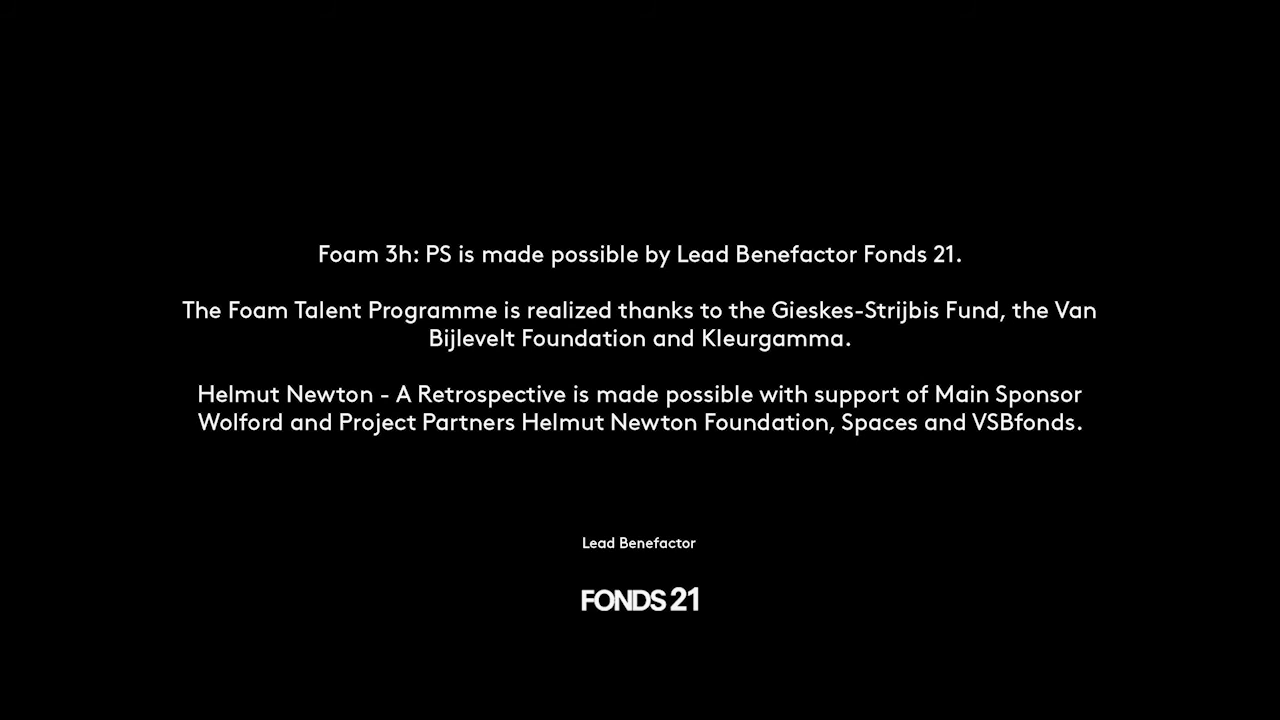 Foam 3h: PS is made possible by Lead Benefactor Fonds 21.
The Foam Talent Programme is realized thanks to the Gieskes-Strijbis Fund, the Van
Bijlevelt Foundation and Kleurgamma.
Helmut Newton - A Retrospective is made possible with support of Main Sponsor
Wolford and Project Partners Helmut Newton Foundation, Spaces and VSBfonds.
Lead Benefactor
FONDS 21